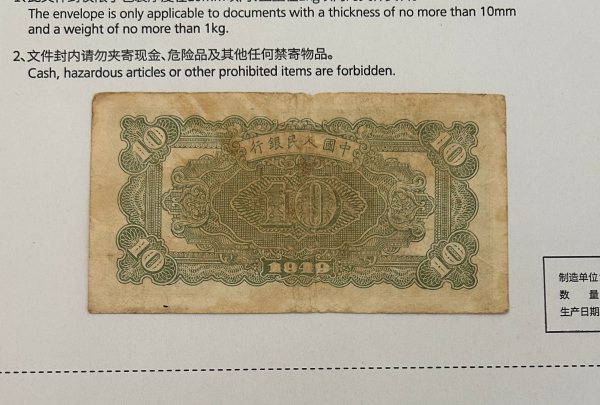 The envelope is only applicable to documents with a thickness of no more than 10mm
and a weight of no more than 1kg.
2、文件封内请勿夹寄现金、危险品及其他任何禁寄物品。
Cash, hazardous articles or other prohibited items are forbidden.
10
10
行銀民人國中
10
10
10
1949
制造单位:
数 量
生产日期